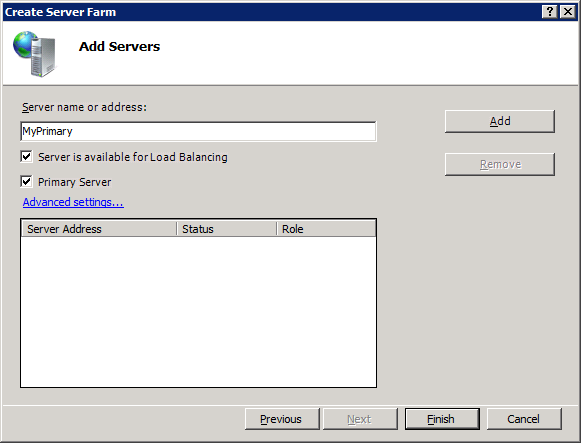 Create Server Farm
Add Servers
Server name or address:
MyPrimary
Add
Server is available for Load Balancing
Remove
Primary Server
Advanced settings...
Server Address Status Role
Previous Next Finish Cancel